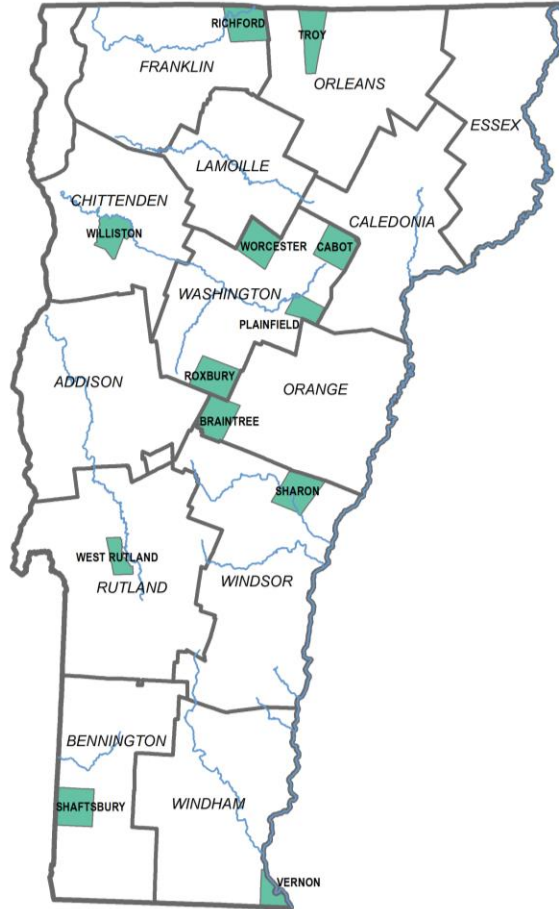 RICHFORD
TROY
FRANKLIN
ORLEANS
ESSEX
LAMOILLE
CHITTENDEN
CALEDONIA
WILLISTON
WORCESTER
CABOT
WASHINGTON
PLAINFIELD
ROXBURY
ADDISON
ORANGE
BRAINTREE
SHARON
WEST RUTLAND
WINDSOR
RUTLAND
BENNINGTON
SHAFTSBURY
WINDHAM
VERNON